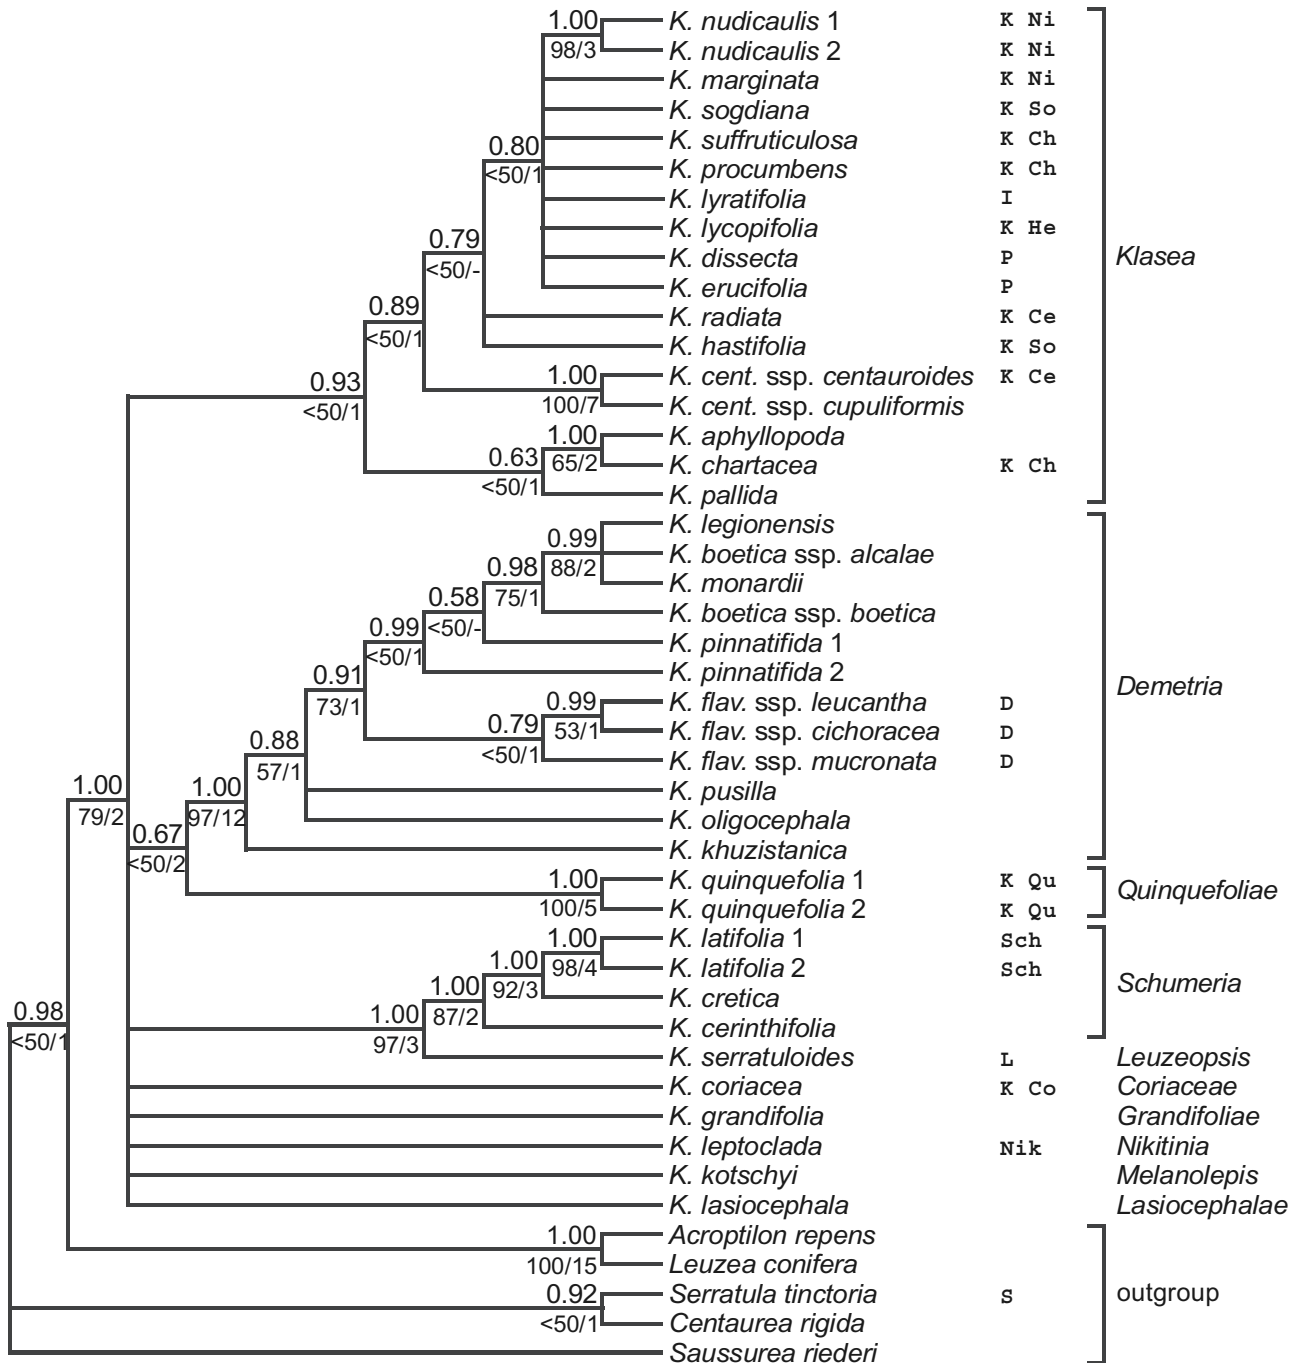 1.00 K. nudicaulis 1 K Ni
98/3 K. nudicaulis 2 K Ni
K. marginata K Ni
K. sogdiana K So
0.80 K. suffruticulosa K Ch
<50/1 K. procumbens K Ch
K. lyratifolia I
K. lycopifolia K He
0.79 K. dissecta P Klasea
<50/- K. erucifolia P
0.89 K. radiata K Ce
<50/1 K. hastifolia K So
0.93 1.00 K. cent. ssp. centauroides K Ce
<50/1 100/7 K. cent. ssp. cupuliformis
1.00 K. aphyllopoda
0.63 65/2 K. chartacea K Ch
<50/1 K. pallida
K. legionensis
0.99 K. boetica ssp. alcalae
0.98 88/2 K. monardii
0.58 75/1 K. boetica ssp. boetica
0.99 <50/- K. pinnatifida 1
<50/1 K. pinnatifida 2
0.91 Demetria
73/1 0.99 K. flav. ssp. leucantha D
0.79 53/1 K. flav. ssp. cichoracea D
0.88 <50/1 K. flav. ssp. mucronata D
57/1
1.00 1.00 K. pusilla
79/2 97/12 K. oligocephala
0.67 K. khuzistanica
<50/2
1.00 K. quinquefolia 1 K Qu Quinquefoliae
100/5 K. quinquefolia 2 K Qu
1.00 K. latifolia 1 Sch
1.00 98/4 K. latifolia 2 Sch
1.00 92/3 K. cretica Schumeria
0.98 1.00 87/2 K. cerinthifolia
<50/1 97/3 K. serratuloides L Leuzeopsis
K. coriacea K Co Coriaceae
K. grandifolia Grandifoliae
K. leptoclada Nik Nikitinia
K. kotschyi Melanolepis
K. lasiocephala Lasiocephalae
1.00 Acroptilon repens
100/15 Leuzea conifera
0.92 Serratula tinctoria S outgroup
<50/1 Centaurea rigida
Saussurea riederi